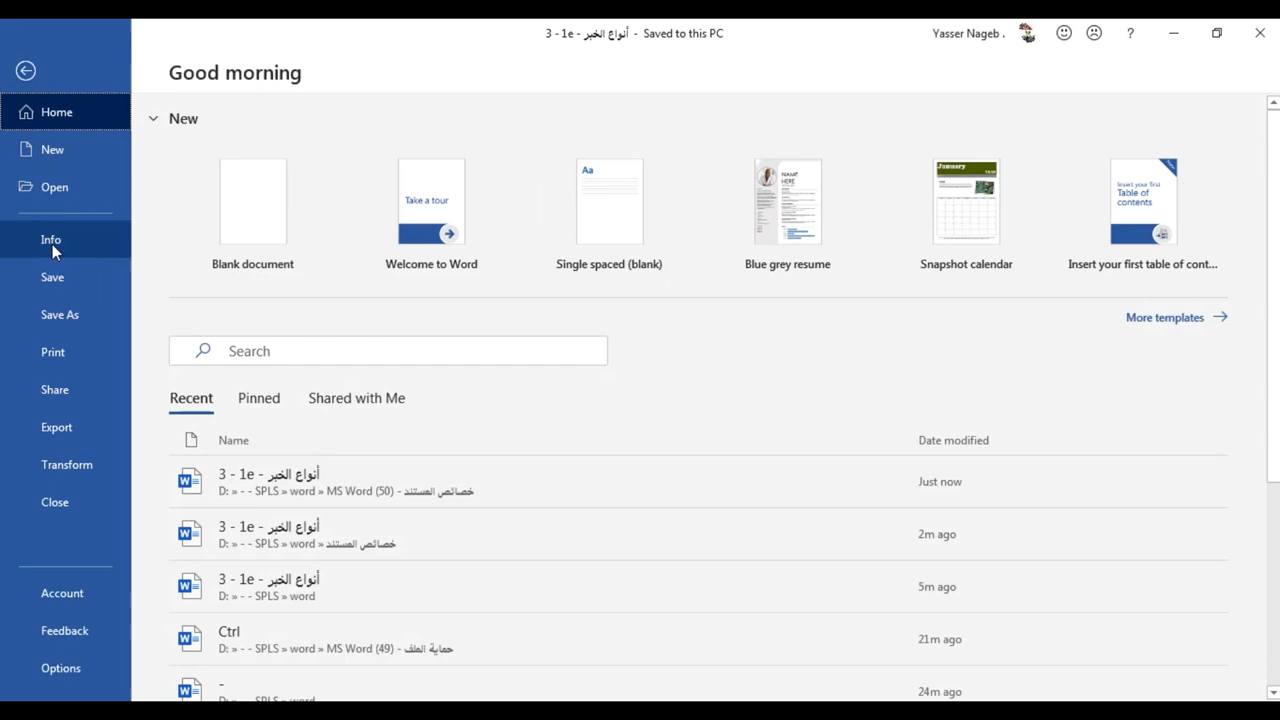 3 - 1e - أنواع الخبر - Saved to this PC
Yasser Nageb .
?
Good morning
Home
New
Open
Info
Save
Save As
Print
Share
Export
Transform
Close
Account
Feedback
Options
New
Take a tour
Aa
NAME HERE
January
Insert your first
Table of
contents
Blank document
Welcome to Word
Single spaced (blank)
Blue grey resume
Snapshot calendar
Insert your first table of cont...
More templates
Search
Recent
Pinned
Shared with Me
Name
Date modified
3 - 1e - أنواع الخبر
D: » - - SPLS » word » MS Word (50) - خصائص المستند
Just now
3 - 1e - أنواع الخبر
D: » - - SPLS » word » خصائص المستند
2m ago
3 - 1e - أنواع الخبر
D: » - - SPLS » word
5m ago
Ctrl
D: » - - SPLS » word » MS Word (49) - حماية الملف
21m ago
-
24m ago